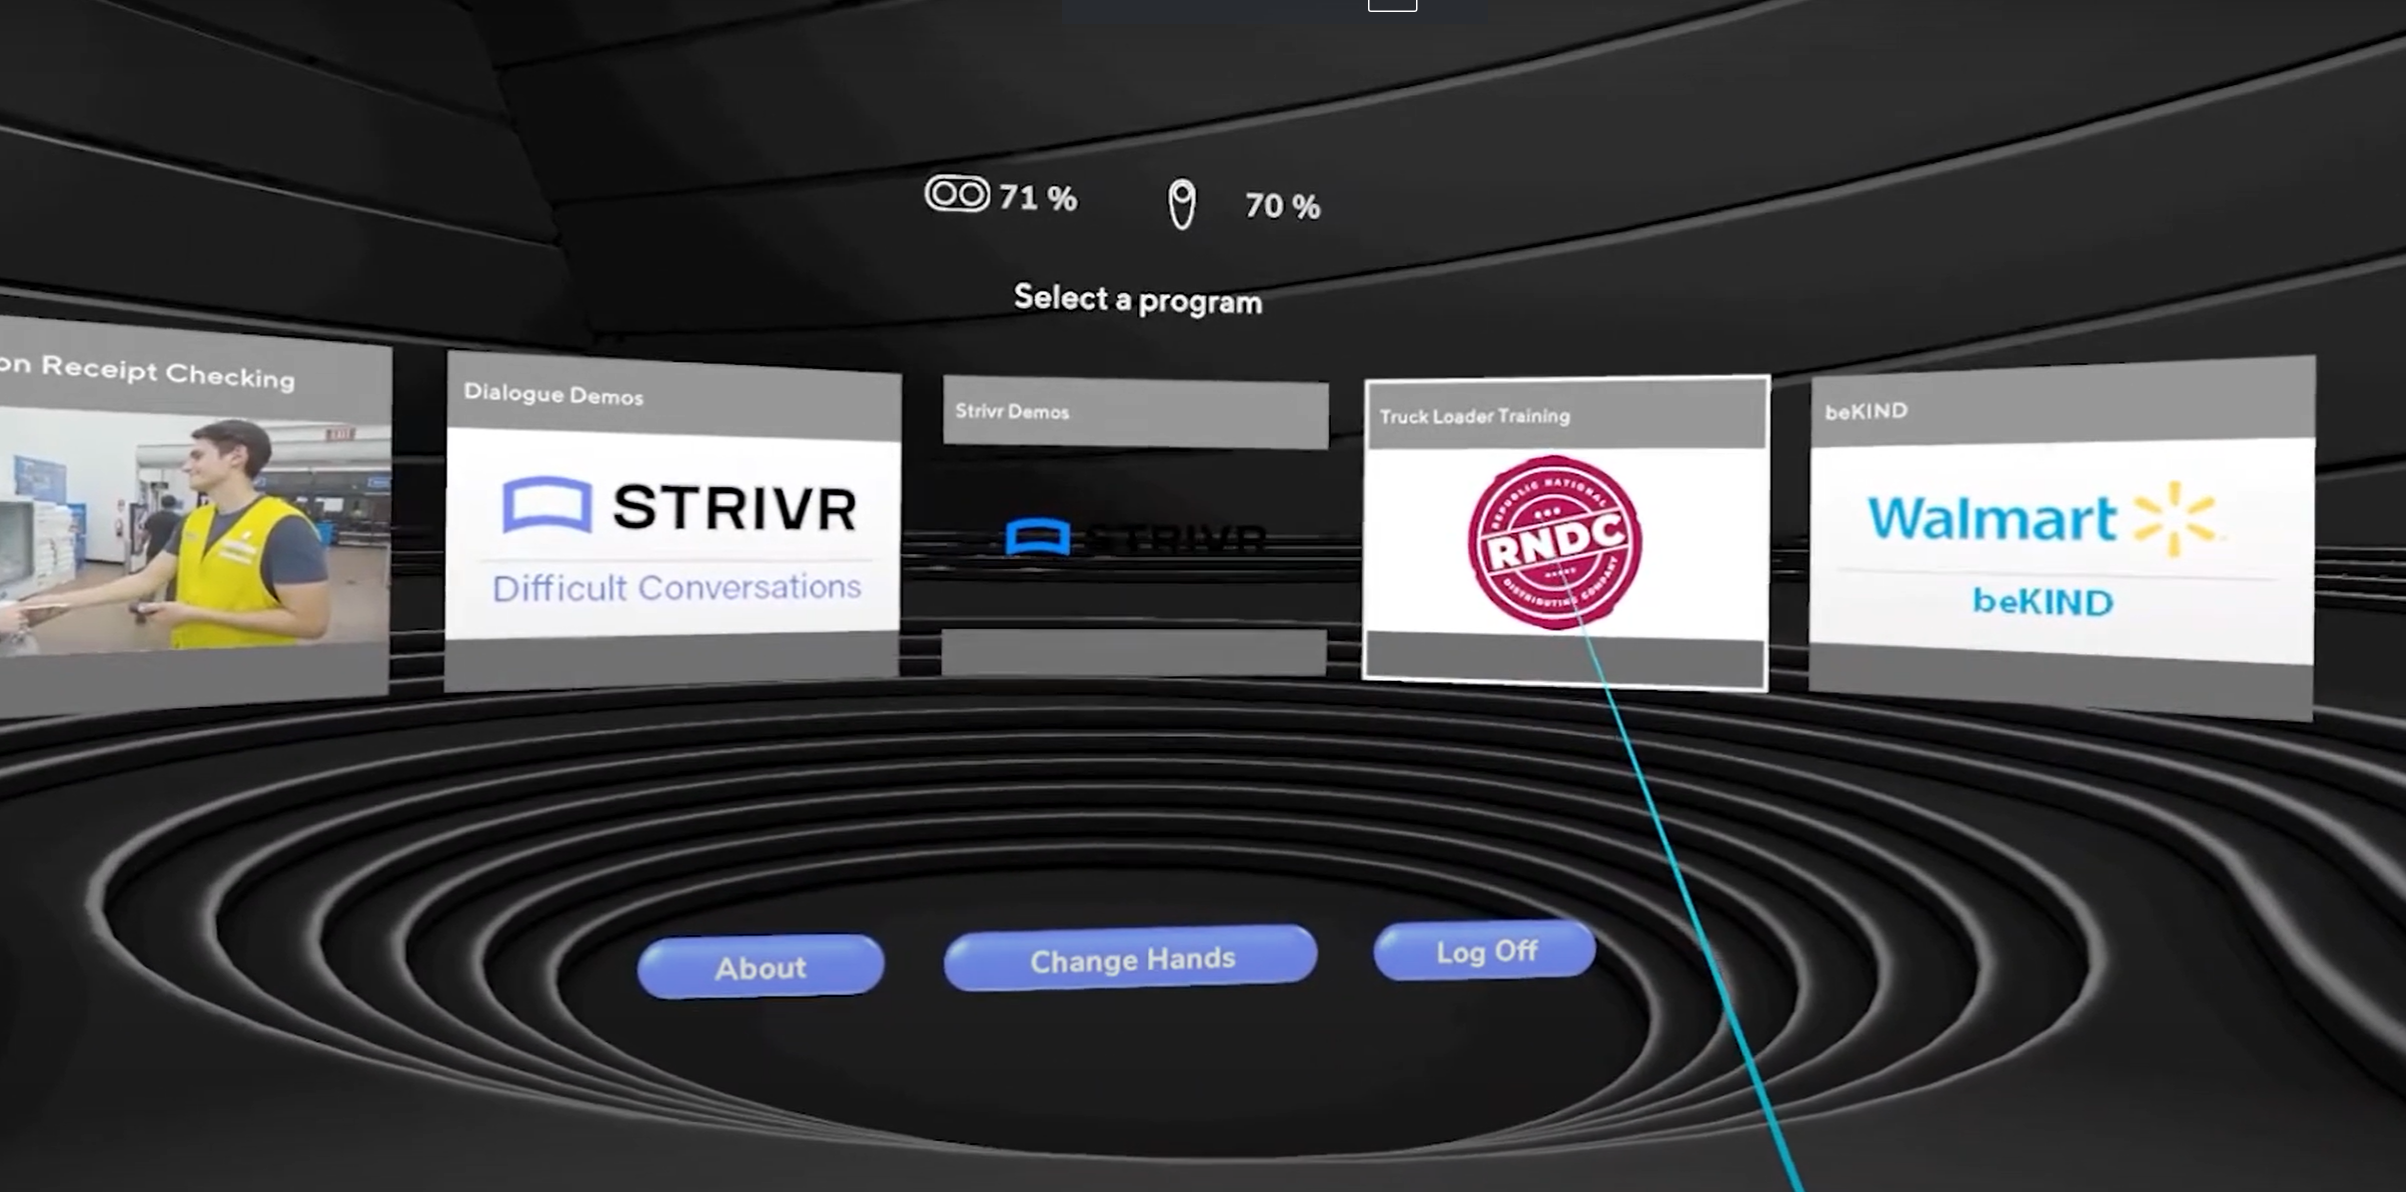 71 %
70 %
Select a program
on Receipt Checking
EXIT
Dialogue Demos
STRIVR
Difficult Conversations
Strivr Demos
STRIVR
Truck Loader Training
REPUBLIC NATIONAL
RNDC
DISTRIBUTING COMPANY
beKIND
Walmart
beKIND
About
Change Hands
Log Off